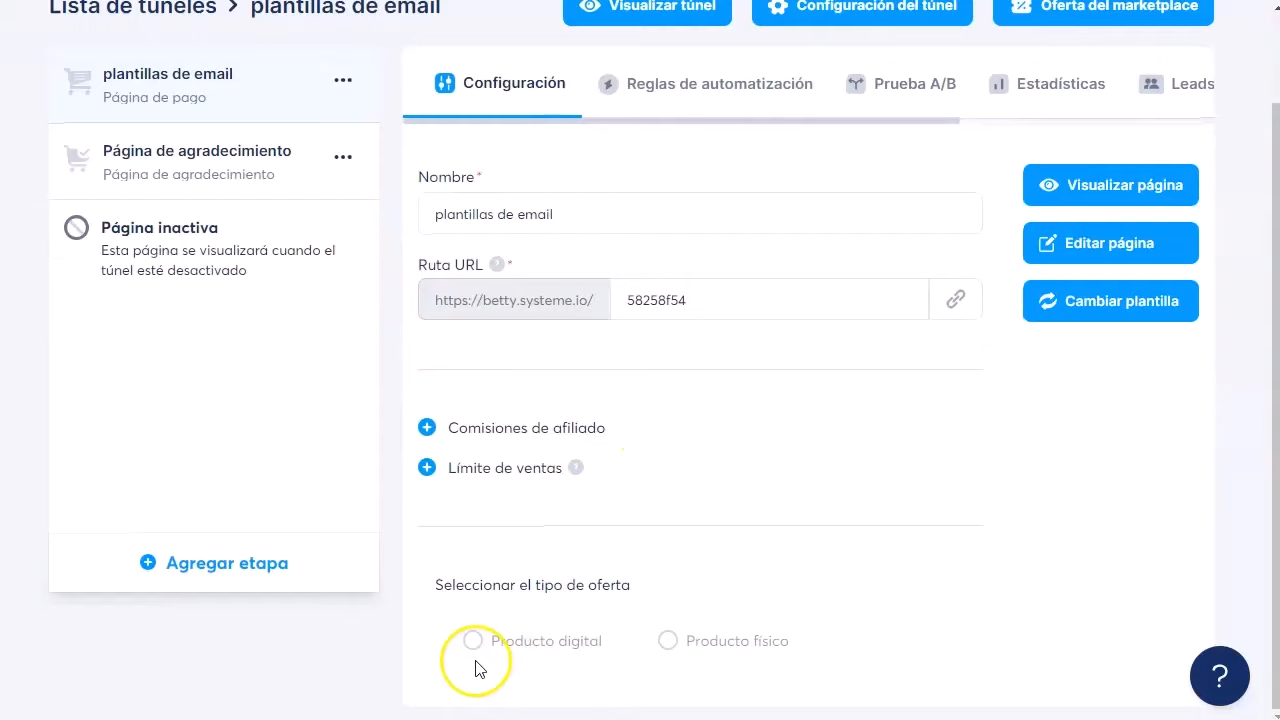 Lista de túneles > plantillas de email
Visualizar túnel
Configuración del túnel
Oferta del marketplace
plantillas de email
Página de pago
Página de agradecimiento
Página de agradecimiento
Página inactiva
Esta página se visualizará cuando el
túnel esté desactivado
Agregar etapa
Configuración
Reglas de automatización
Prueba A/B
Estadísticas
Leads
Nombre*
plantillas de email
Ruta URL ? *
https://betty.systeme.io/
58258f54
Visualizar página
Editar página
Cambiar plantilla
Comisiones de afiliado
Límite de ventas ?
Seleccionar el tipo de oferta
Producto digital
Producto físico
?